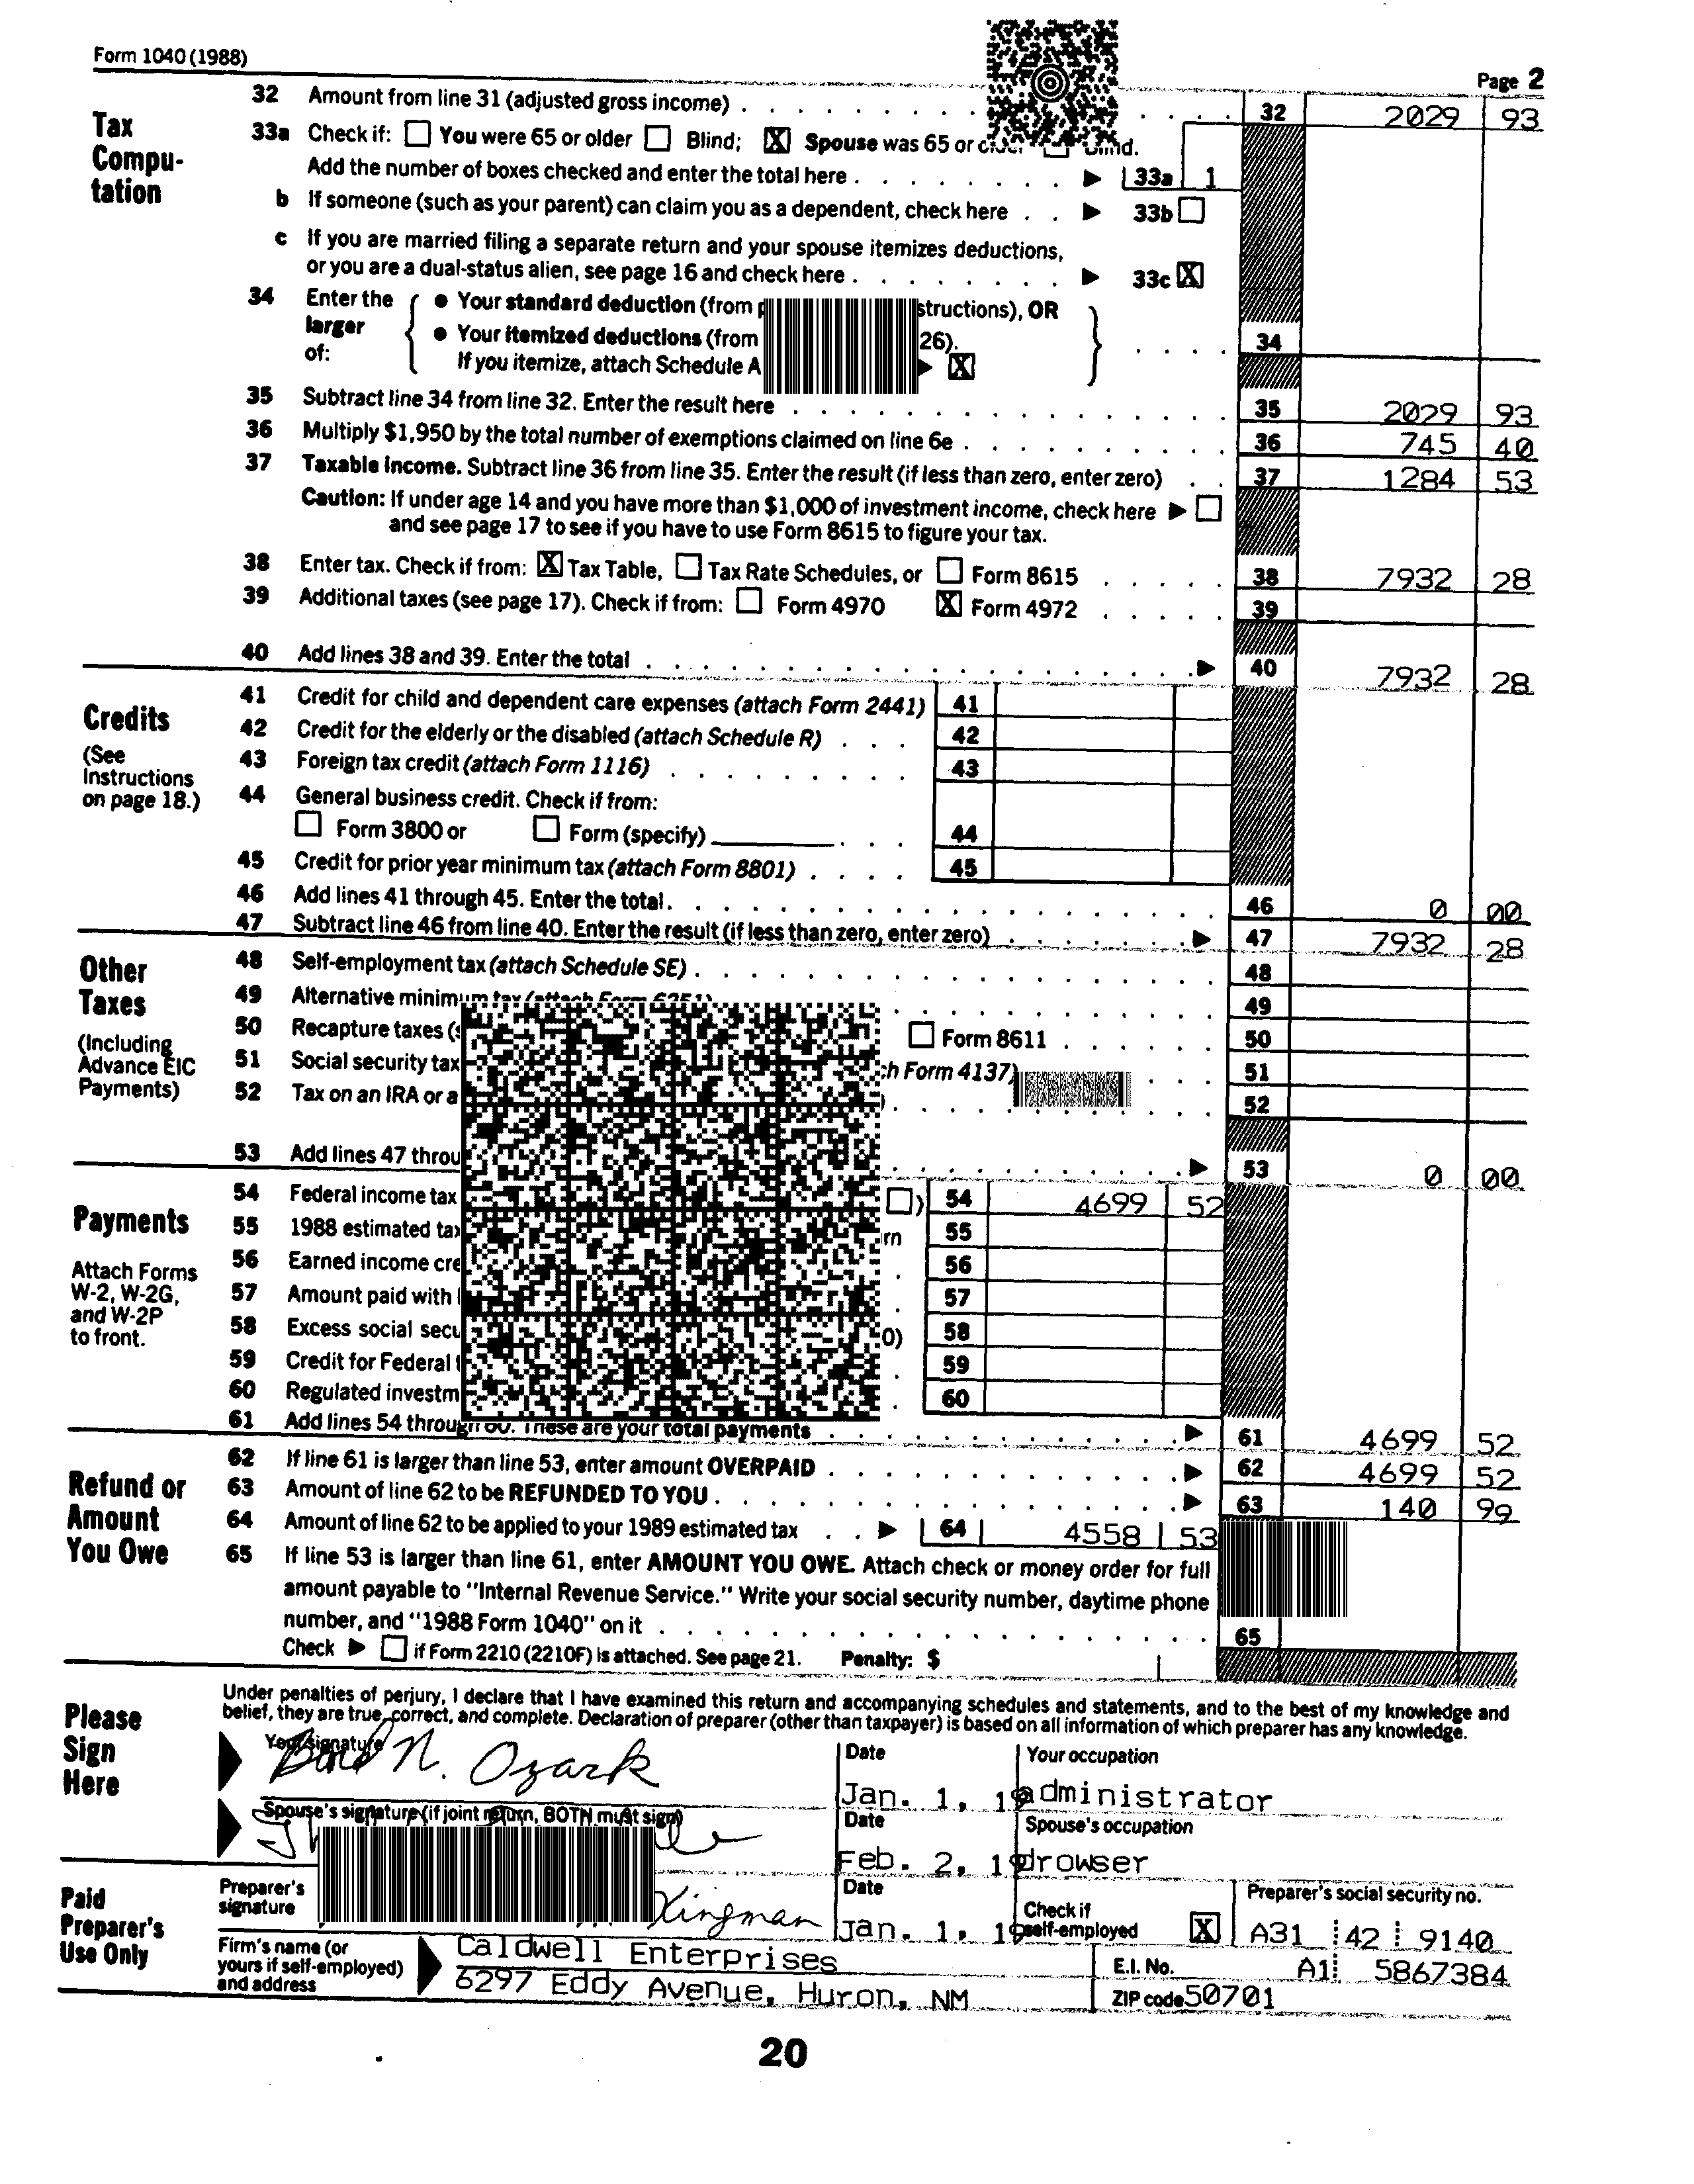 Form 1040 (1988)
Page 2
Tax Compu-tation
32 Amount from line 31 (adjusted gross income) . . . 32 2029 93
33a Check if: You were 65 or older Blind; X Spouse was 65 or
Add the number of boxes checked and enter the total here . . . 33a 1
b If someone (such as your parent) can claim you as a dependent, check here . . 33b
c If you are married filing a separate return and your spouse itemizes deductions,
or you are a dual-status alien, see page 16 and check here . . . 33c X
34 Enter the larger of:
• Your standard deduction (from structions), OR
• Your itemized deductions (from 26).
If you itemize, attach Schedule A X
34
35 Subtract line 34 from line 32. Enter the result here . . . 35 2029 93
36 Multiply $1,950 by the total number of exemptions claimed on line 6e . . . 36 745 40
37 Taxable income. Subtract line 36 from line 35. Enter the result (if less than zero, enter zero) . . 37 1284 53
Caution: If under age 14 and you have more than $1,000 of investment income, check here
and see page 17 to see if you have to use Form 8615 to figure your tax.
38 Enter tax. Check if from: X Tax Table, Tax Rate Schedules, or Form 8615 . . . 38 7932 28
39 Additional taxes (see page 17). Check if from: Form 4970 X Form 4972 . . . 39
40 Add lines 38 and 39. Enter the total . . . 40 7932 28
Credits
(See Instructions on page 18.)
41 Credit for child and dependent care expenses (attach Form 2441) 41
42 Credit for the elderly or the disabled (attach Schedule R) . . . 42
43 Foreign tax credit (attach Form 1116) . . . 43
44 General business credit. Check if from:
Form 3800 or Form (specify) . . . 44
45 Credit for prior year minimum tax (attach Form 8801) . . . 45
46 Add lines 41 through 45. Enter the total . . . 46 0 00
47 Subtract line 46 from line 40. Enter the result (if less than zero, enter zero) . . . 47 7932 28
Other Taxes
(Including Advance EIC Payments)
48 Self-employment tax (attach Schedule SE) . . . 48
49 Alternative minimum tax (attach Form 6251) . . . 49
50 Recapture taxes Form 8611 . . . 50
51 Social security tax Form 4137) . . . 51
52 Tax on an IRA or a . . . 52
53 Add lines 47 . . . 53 0 00
Payments
Attach Forms W-2, W-2G, and W-2P to front.
54 Federal income tax ) 54 4699 52
55 1988 estimated 55
56 Earned income 56
57 Amount paid with 57
58 Excess social 0) 58
59 Credit for Federal 59
60 Regulated 60
61 Add lines 54 through 60. These are your total payments . . . 61 4699 52
Refund or Amount You Owe
62 If line 61 is larger than line 53, enter amount OVERPAID . . . 62 4699 52
63 Amount of line 62 to be REFUNDED TO YOU . . . 63 140 99
64 Amount of line 62 to be applied to your 1989 estimated tax . . 64 4558 53
65 If line 53 is larger than line 61, enter AMOUNT YOU OWE. Attach check or money order for full
amount payable to "Internal Revenue Service." Write your social security number, daytime phone
number, and "1988 Form 1040" on it . . . 65
Check if Form 2210 (2210F) is attached. See page 21. Penalty: $
Please Sign Here
Under penalties of perjury, I declare that I have examined this return and accompanying schedules and statements, and to the best of my knowledge and
belief, they are true, correct, and complete. Declaration of preparer (other than taxpayer) is based on all information of which preparer has any knowledge.
Your signature Date Your occupation
N. Ozark Jan. 1, 19 administrator
Spouse's signature (if joint return, BOTH must sign) Date Spouse's occupation
Feb. 2, 19 drowser
Paid Preparer's Use Only
Preparer's signature Kingman Date Jan. 1, 19 Check if self-employed X Preparer's social security no. A31 42 9140
Firm's name (or yours if self-employed) and address
Caldwell Enterprises E.I. No. A1 5867384
6297 Eddy Avenue, Huron, NM ZIP code 50701
20